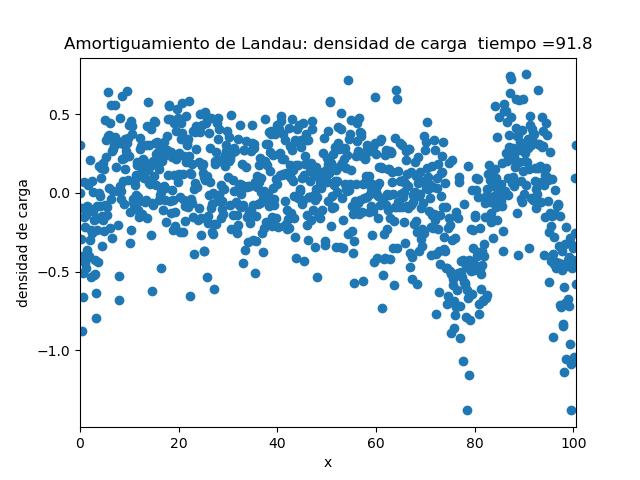 Amortiguamiento de Landau: densidad de carga  tiempo =91.8
0.5
0.0
−0.5
−1.0
densidad de carga
0 20 40 60 80 100
x